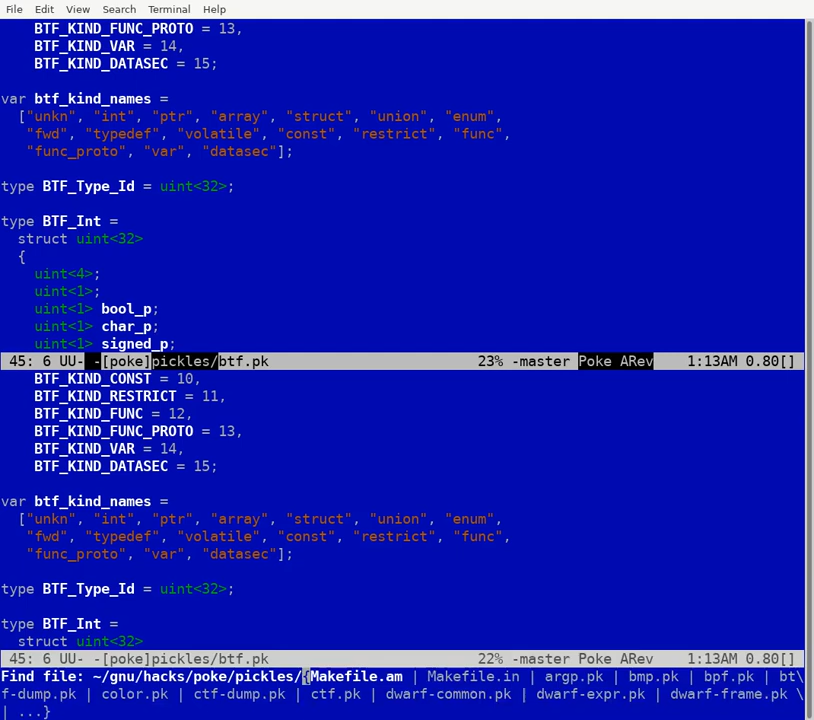 File Edit View Search Terminal Help
BTF_KIND_FUNC_PROTO = 13,
BTF_KIND_VAR = 14,
BTF_KIND_DATASEC = 15;
var btf_kind_names =
["unkn", "int", "ptr", "array", "struct", "union", "enum",
"fwd", "typedef", "volatile", "const", "restrict", "func",
"func_proto", "var", "datasec"];
type BTF_Type_Id = uint<32>;
type BTF_Int =
struct uint<32>
{
uint<4>;
uint<1>;
uint<1> bool_p;
uint<1> char_p;
uint<1> signed_p;
45: 6 UU- -[poke]pickles/btf.pk 23% -master Poke ARev 1:13AM 0.80[]
BTF_KIND_CONST = 10,
BTF_KIND_RESTRICT = 11,
BTF_KIND_FUNC = 12,
BTF_KIND_FUNC_PROTO = 13,
BTF_KIND_VAR = 14,
BTF_KIND_DATASEC = 15;
var btf_kind_names =
["unkn", "int", "ptr", "array", "struct", "union", "enum",
"fwd", "typedef", "volatile", "const", "restrict", "func",
"func_proto", "var", "datasec"];
type BTF_Type_Id = uint<32>;
type BTF_Int =
struct uint<32>
45: 6 UU- -[poke]pickles/btf.pk 22% -master Poke ARev 1:13AM 0.80[]
Find file: ~/gnu/hacks/poke/pickles/{Makefile.am | Makefile.in | argp.pk | bmp.pk | bpf.pk | bt\
f-dump.pk | color.pk | ctf-dump.pk | ctf.pk | dwarf-common.pk | dwarf-expr.pk | dwarf-frame.pk \
| ...}